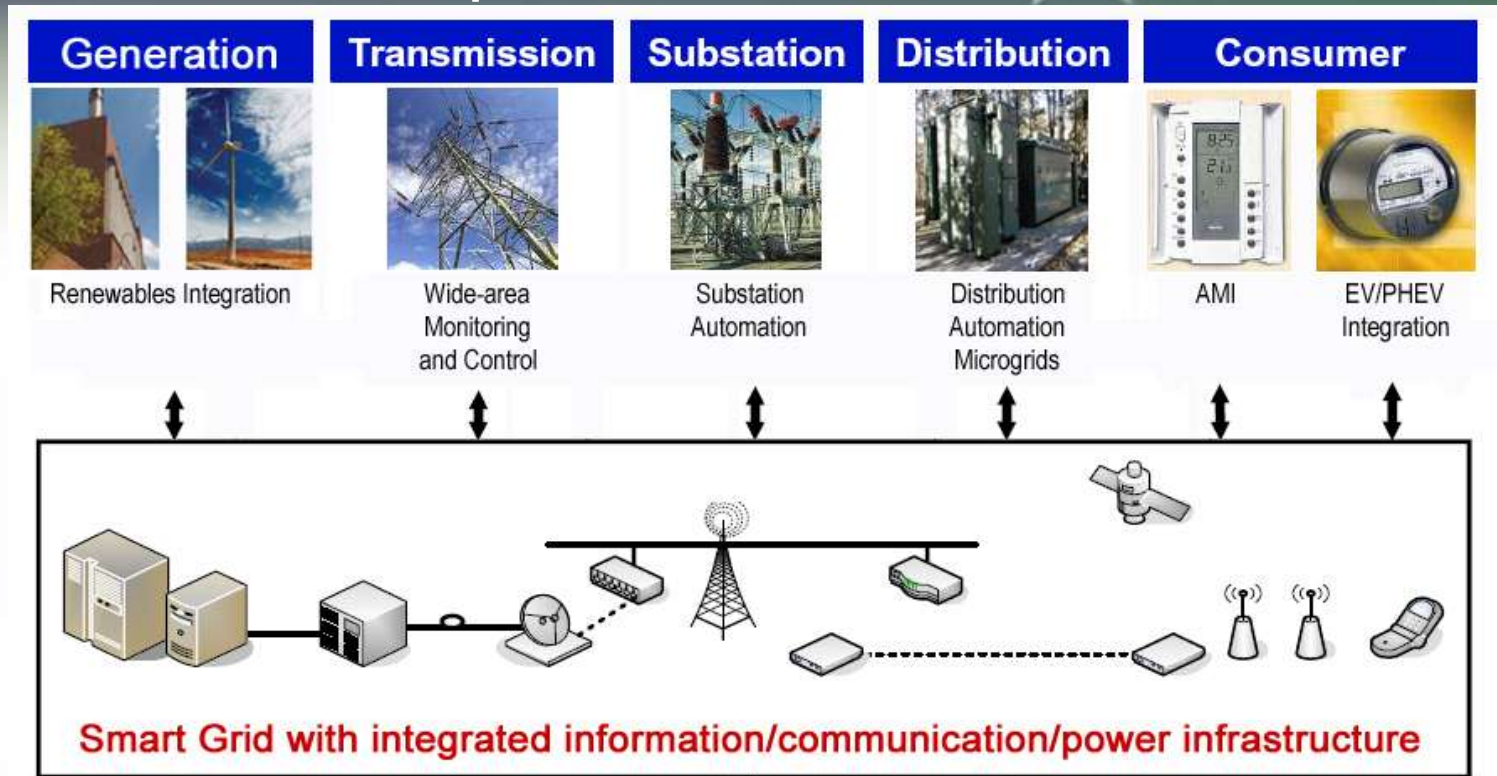 Generation
Transmission
Substation
Distribution
Consumer
Renewables Integration
Wide-area
Monitoring
and Control
Substation
Automation
Distribution
Automation
Microgrids
AMI
EV/PHEV
Integration
Smart Grid with integrated information/communication/power infrastructure